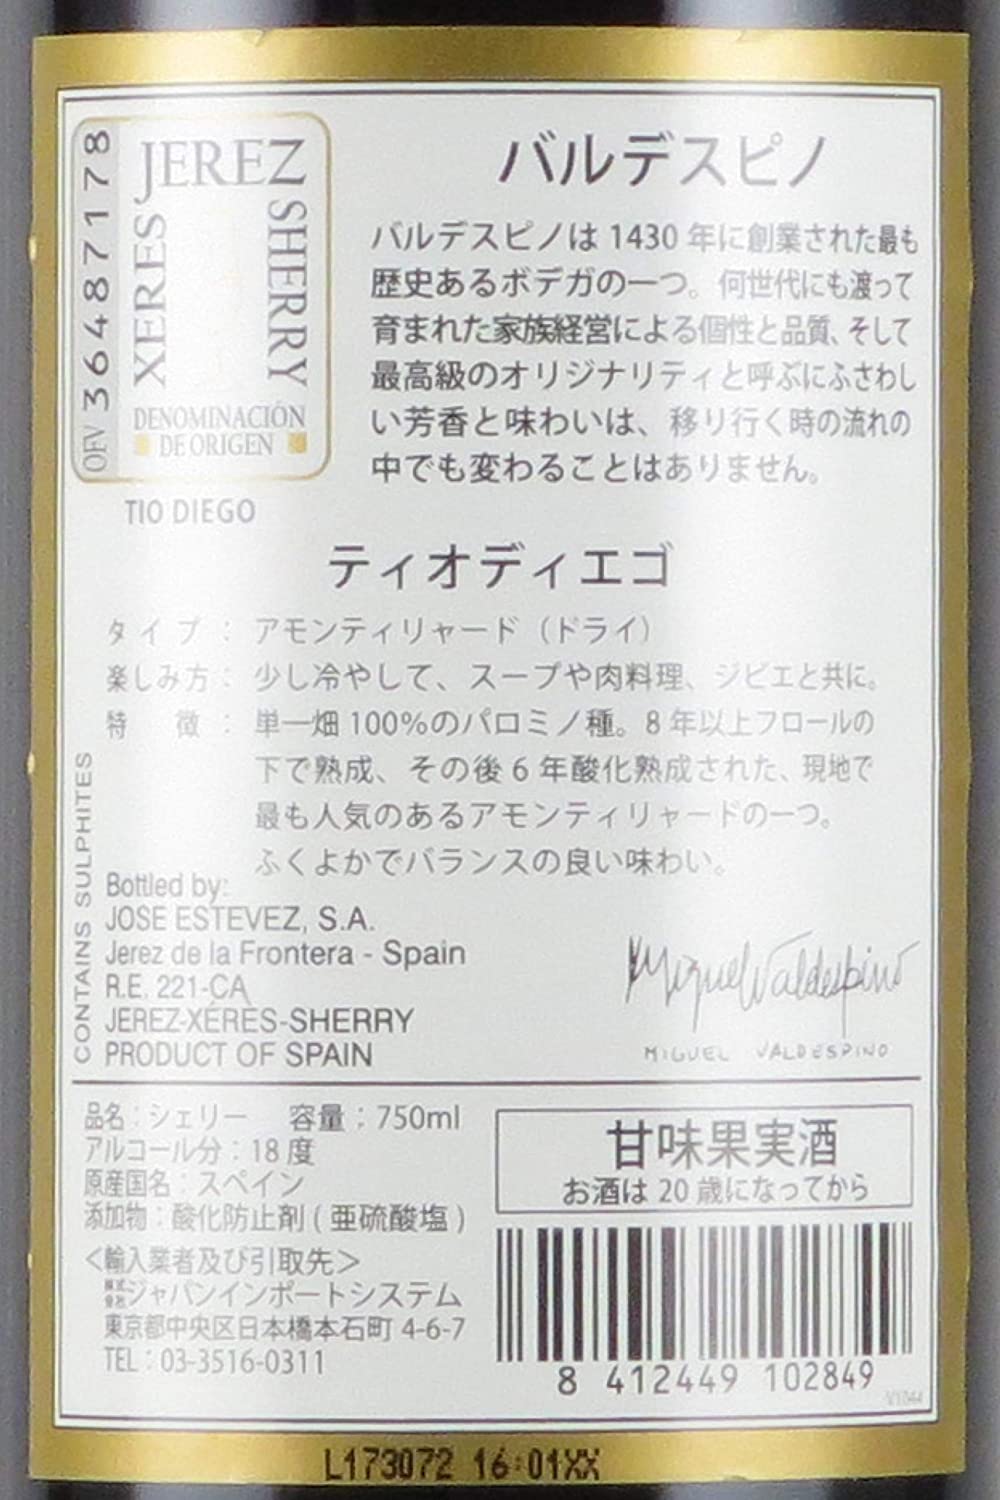 OFV 36487178
JEREZ
XERES
SHERRY
DENOMINACIÓN
DE ORIGEN
TIO DIEGO
バルデスピノ
バルデスピノは 1430 年に創業された最も
歴史あるボデガの一つ。何世代にも渡って
育まれた家族経営による個性と品質、そして
最高級のオリジナリティと呼ぶにふさわし
い芳香と味わいは、移り行く時の流れの
中でも変わることはありません。
ティオディエゴ
タイプ：アモンティリャード（ドライ）
楽しみ方：少し冷やして、スープや肉料理、ジビエと共に。
特　徴：単一畑 100%のパロミノ種。8 年以上フロールの
下で熟成、その後 6 年酸化熟成された、現地で
最も人気のあるアモンティリャードの一つ。
ふくよかでバランスの良い味わい。
CONTAINS SULPHITES
Bottled by:
JOSE ESTEVEZ, S.A.
Jerez de la Frontera - Spain
R.E. 221-CA
JEREZ-XÉRES-SHERRY
PRODUCT OF SPAIN
Miguel Valdespino
MIGUEL VALDESPINO
品名：シェリー　容量：750ml
アルコール分：18 度
原産国名：スペイン
添加物：酸化防止剤 ( 亜硫酸塩 )
＜輸入業者及び引取先＞
株式会社ジャパンインポートシステム
東京都中央区日本橋本石町 4-6-7
TEL：03-3516-0311
甘味果実酒
お酒は 20 歳になってから
8 412449 102849
V1044
L173072 16:01XX